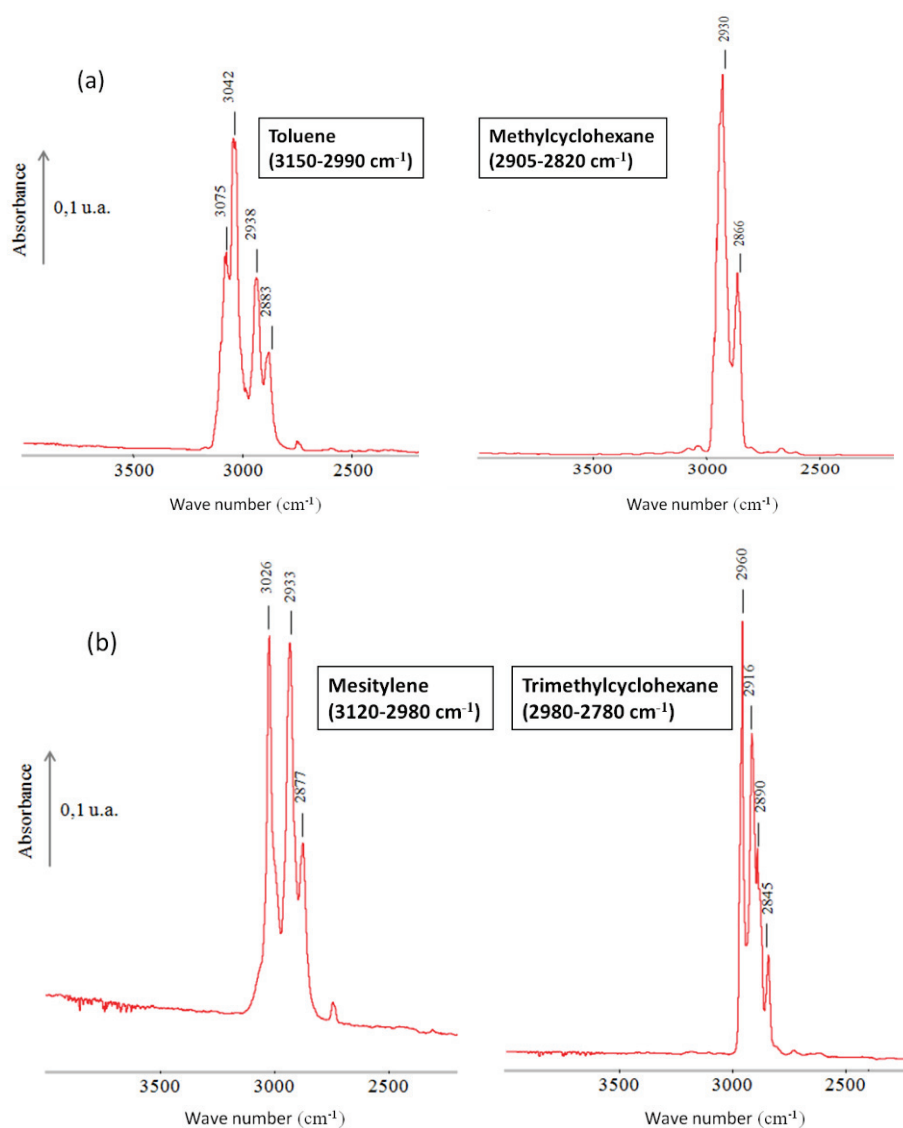 (a)
Absorbance
0,1 u.a.
3075
3042
2938
2883
Toluene
(3150-2990 cm-1)
3500
3000
2500
Wave number (cm-1)
Methylcyclohexane
(2905-2820 cm-1)
2930
2866
3500
3000
2500
Wave number (cm-1)
(b)
Absorbance
0,1 u.a.
3026
2933
2877
Mesitylene
(3120-2980 cm-1)
3500
3000
2500
Wave number (cm-1)
Trimethylcyclohexane
(2980-2780 cm-1)
2960
2916
2890
2845
3500
3000
2500
Wave number (cm-1)